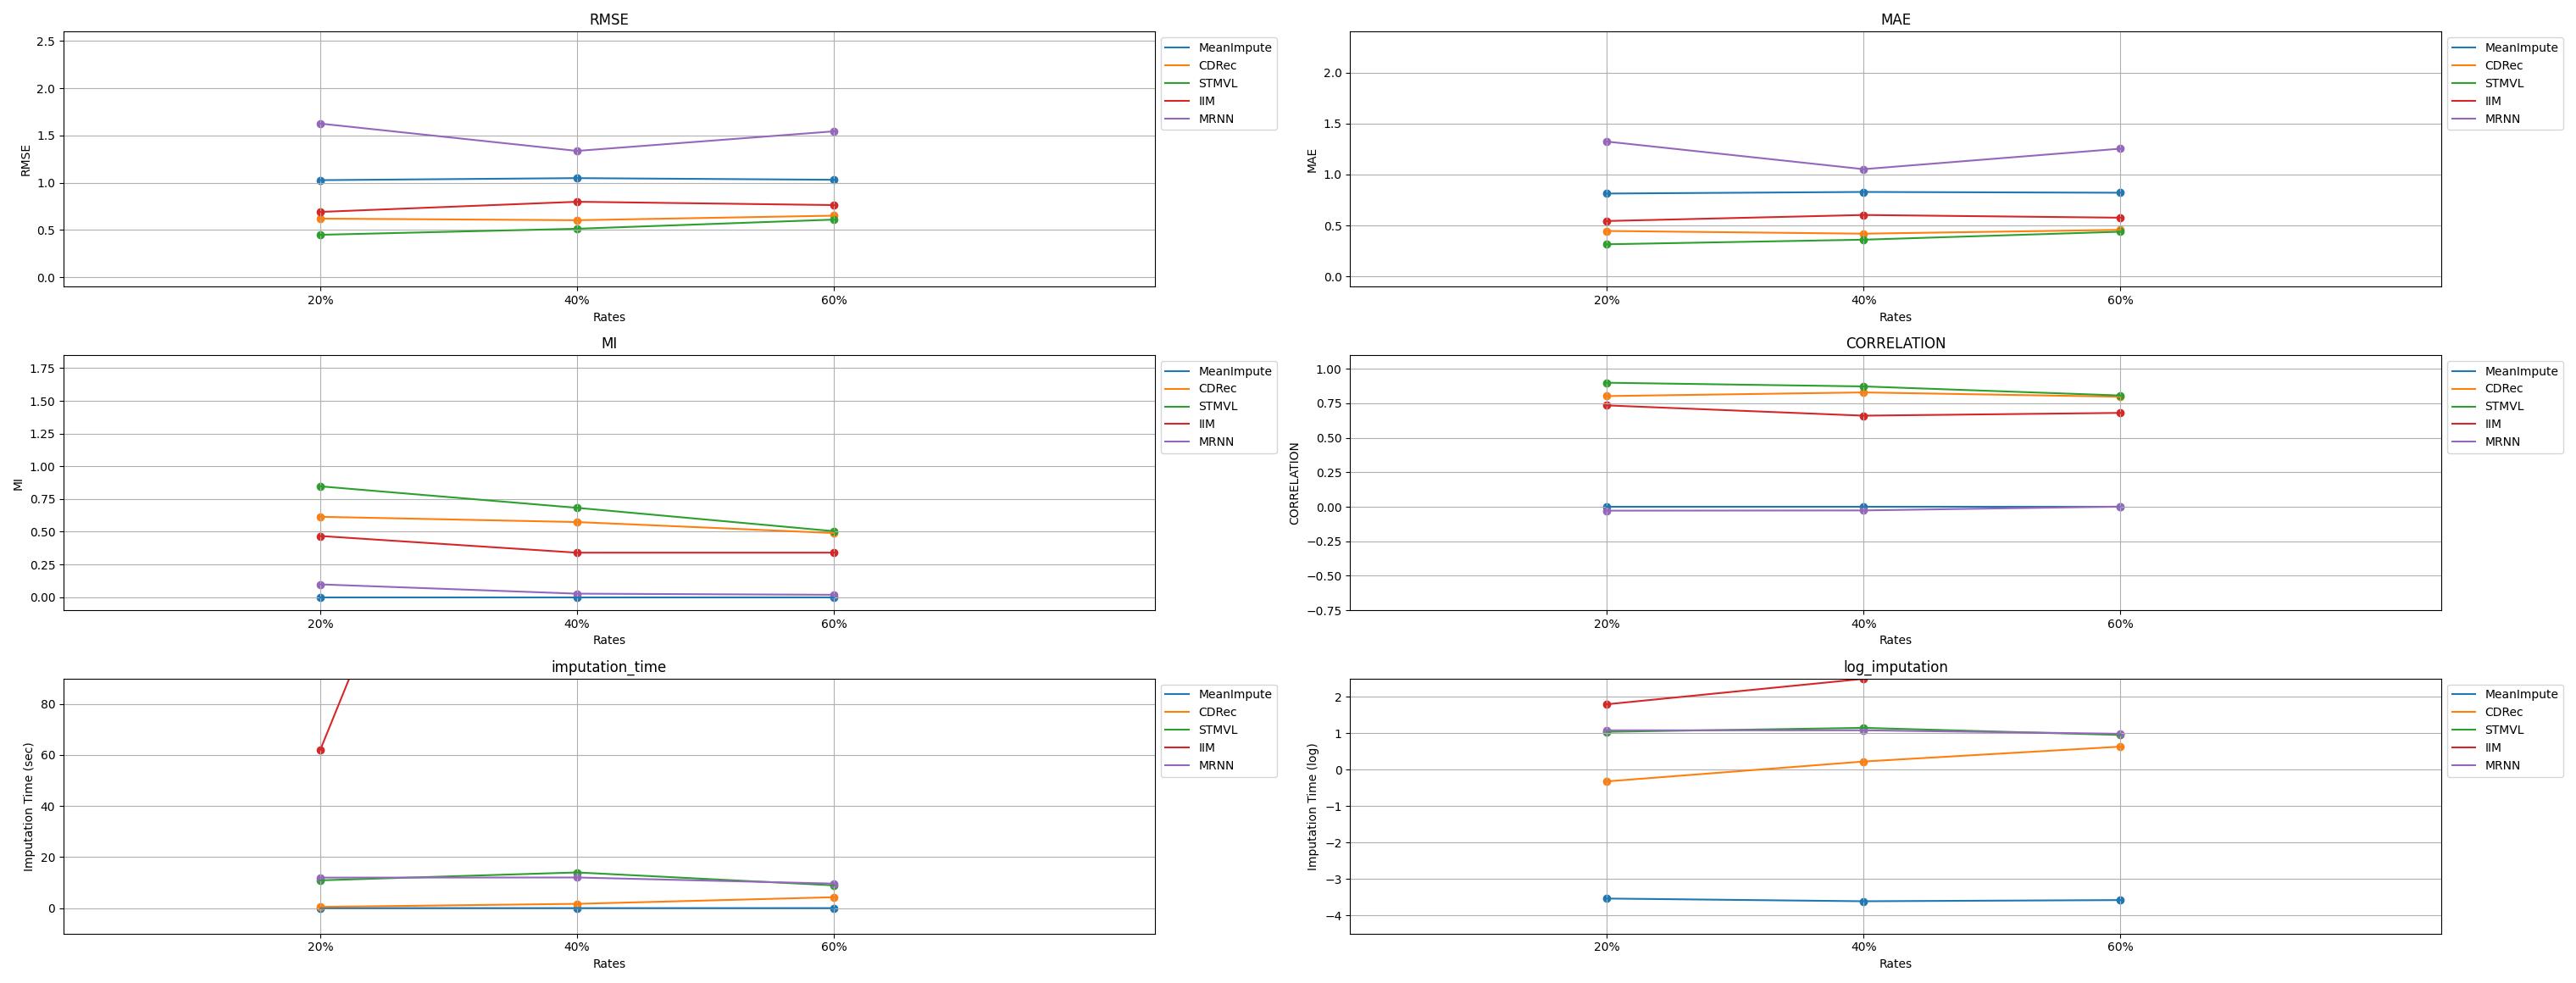 RMSE
2.5
2.0
1.5
1.0
0.5
0.0
RMSE
20%
40%
60%
Rates
MeanImpute
CDRec
STMVL
IIM
MRNN
MAE
2.0
1.5
1.0
0.5
0.0
MAE
20%
40%
60%
Rates
MeanImpute
CDRec
STMVL
IIM
MRNN
MI
1.75
1.50
1.25
1.00
0.75
0.50
0.25
0.00
MI
20%
40%
60%
Rates
MeanImpute
CDRec
STMVL
IIM
MRNN
CORRELATION
1.00
0.75
0.50
0.25
0.00
−0.25
−0.50
−0.75
CORRELATION
20%
40%
60%
Rates
MeanImpute
CDRec
STMVL
IIM
MRNN
imputation_time
80
60
40
20
0
Imputation Time (sec)
20%
40%
60%
Rates
MeanImpute
CDRec
STMVL
IIM
MRNN
log_imputation
2
1
0
−1
−2
−3
−4
Imputation Time (log)
20%
40%
60%
Rates
MeanImpute
CDRec
STMVL
IIM
MRNN